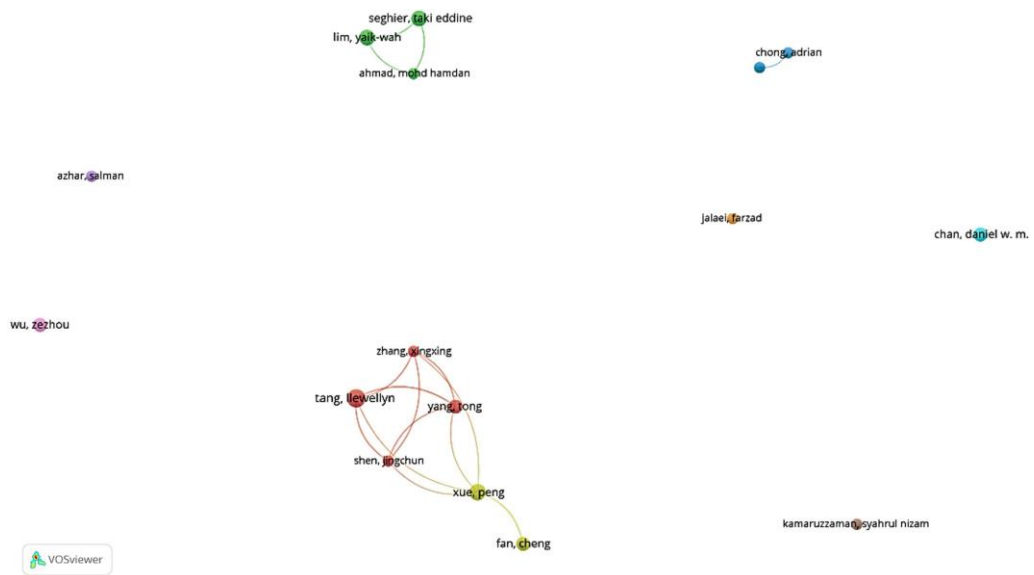 seghier, taki eddine
lim, yaik-wah
ahmad, mohd hamdan
chong, adrian
azhar, salman
jalaei, farzad
chan, daniel w. m.
wu, zezhou
zhang, xingxing
tang, llewellyn
yang, tong
shen, jingchun
xue, peng
kamaruzzaman, syahrul nizam
fan, cheng
VOSviewer